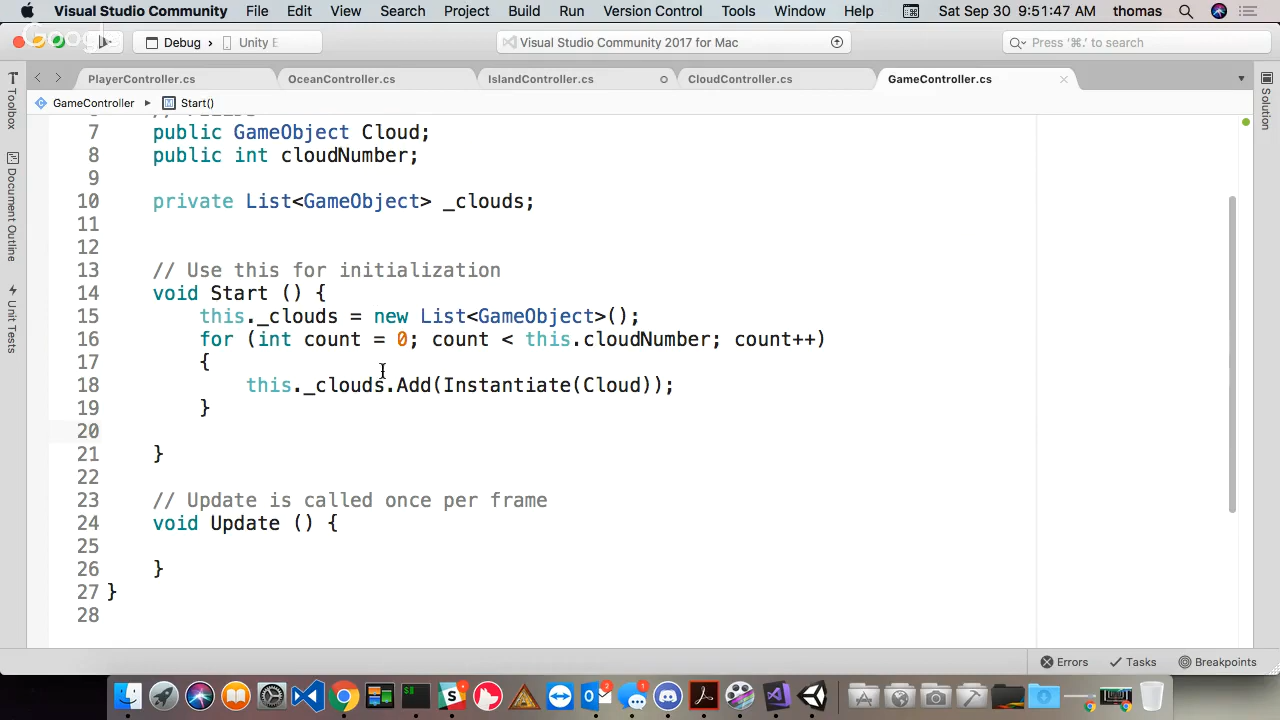 Visual Studio Community File Edit View Search Project Build Run Version Control Tools Window Help Sat Sep 30 9:51:47 AM thomas
Google
Debug › Unity E Visual Studio Community 2017 for Mac Press '⌘.' to search
PlayerController.cs OceanController.cs IslandController.cs CloudController.cs GameController.cs
GameController Start()
Toolbox
Document Outline
Unit Tests
Solution
7 public GameObject Cloud;
8 public int cloudNumber;
9
10 private List<GameObject> _clouds;
11
12
13 // Use this for initialization
14 void Start () {
15 this._clouds = new List<GameObject>();
16 for (int count = 0; count < this.cloudNumber; count++)
17 {
18 this._clouds.Add(Instantiate(Cloud));
19 }
20
21 }
22
23 // Update is called once per frame
24 void Update () {
25
26 }
27 }
28
Errors Tasks Breakpoints